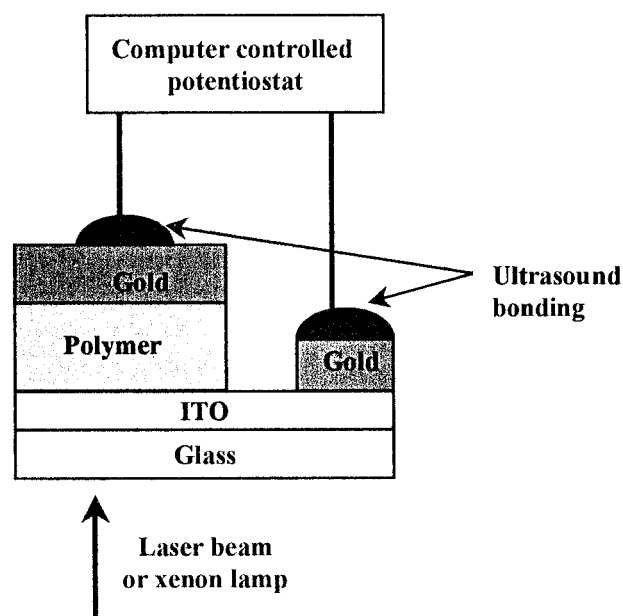 Computer controlled
potentiostat
Gold
Ultrasound
bonding
Polymer
Gold
ITO
Glass
Laser beam
or xenon lamp